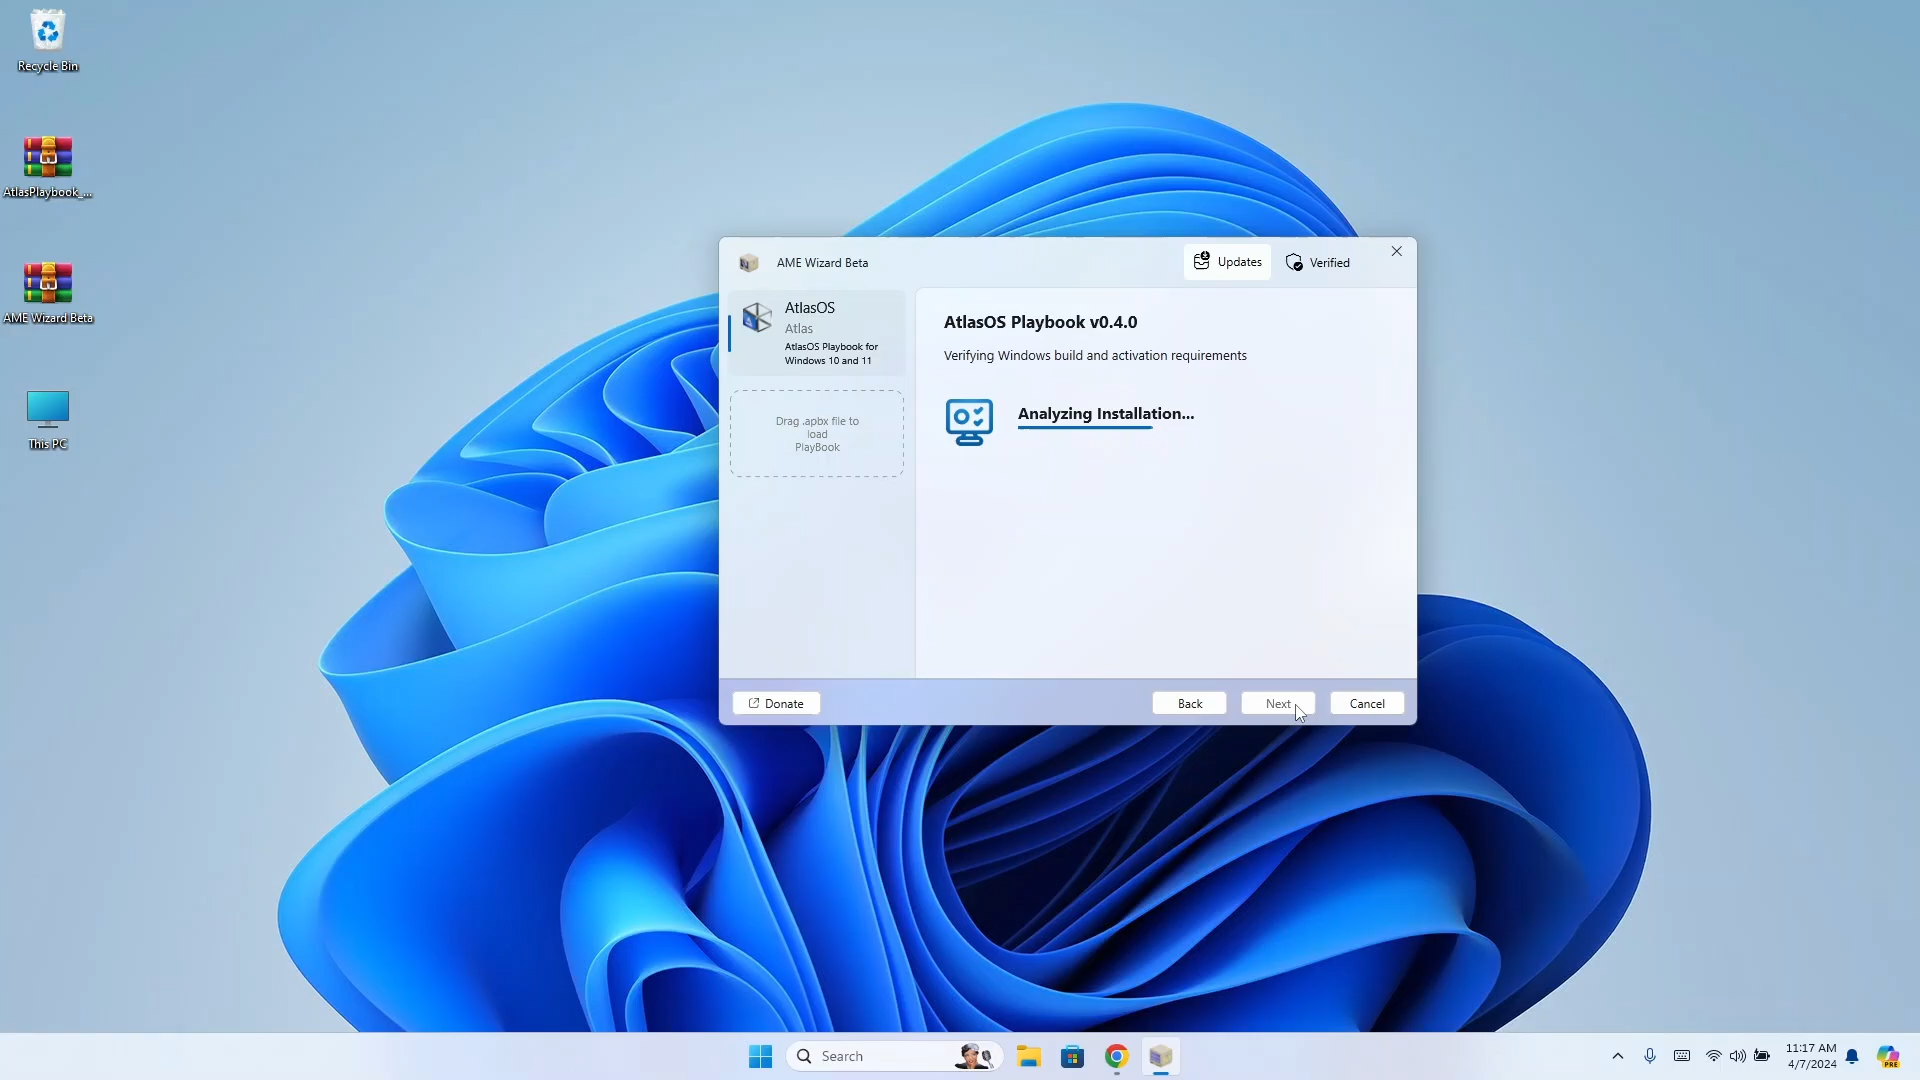 Recycle Bin
AtlasPlaybook_...
AME Wizard Beta
This PC
AME Wizard Beta
Updates
Verified
AtlasOS
Atlas
AtlasOS Playbook for
Windows 10 and 11
Drag .apbx file to
load
PlayBook
AtlasOS Playbook v0.4.0
Verifying Windows build and activation requirements
Analyzing Installation...
Donate
Back
Next
Cancel
Search
11:17 AM
4/7/2024
PRE